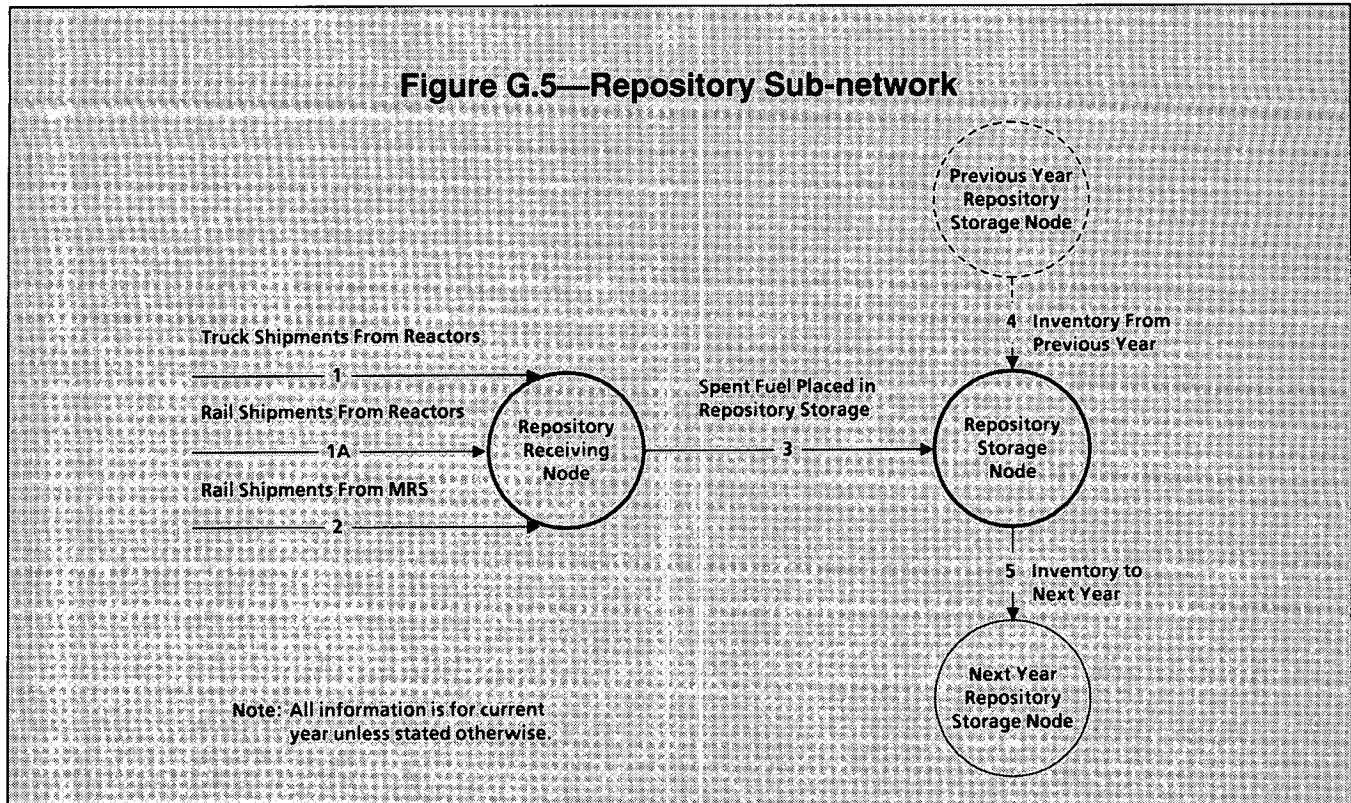 Figure G.5—Repository Sub-network
Previous Year
Repository
Storage Node
4 Inventory From
Previous Year
Truck Shipments From Reactors
1
Rail Shipments From Reactors
1A
Rail Shipments From MRS
2
Repository
Receiving
Node
Spent Fuel Placed in
Repository Storage
3
Repository
Storage
Node
5 Inventory to
Next Year
Next Year
Repository
Storage Node
Note: All information is for current
year unless stated otherwise.